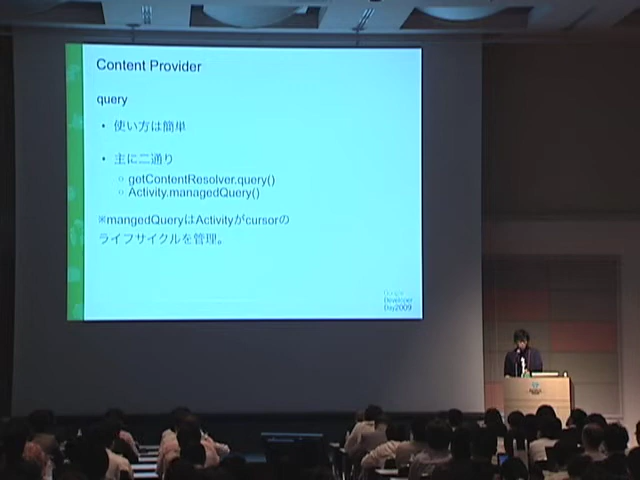 Content Provider
query
• 使い方は簡単
• 主に二通り
○ getContentResolver.query()
○ Activity.managedQuery()
※mangedQueryはActivityがcursorの
ライフサイクルを管理。
Google
Developer
Day2009